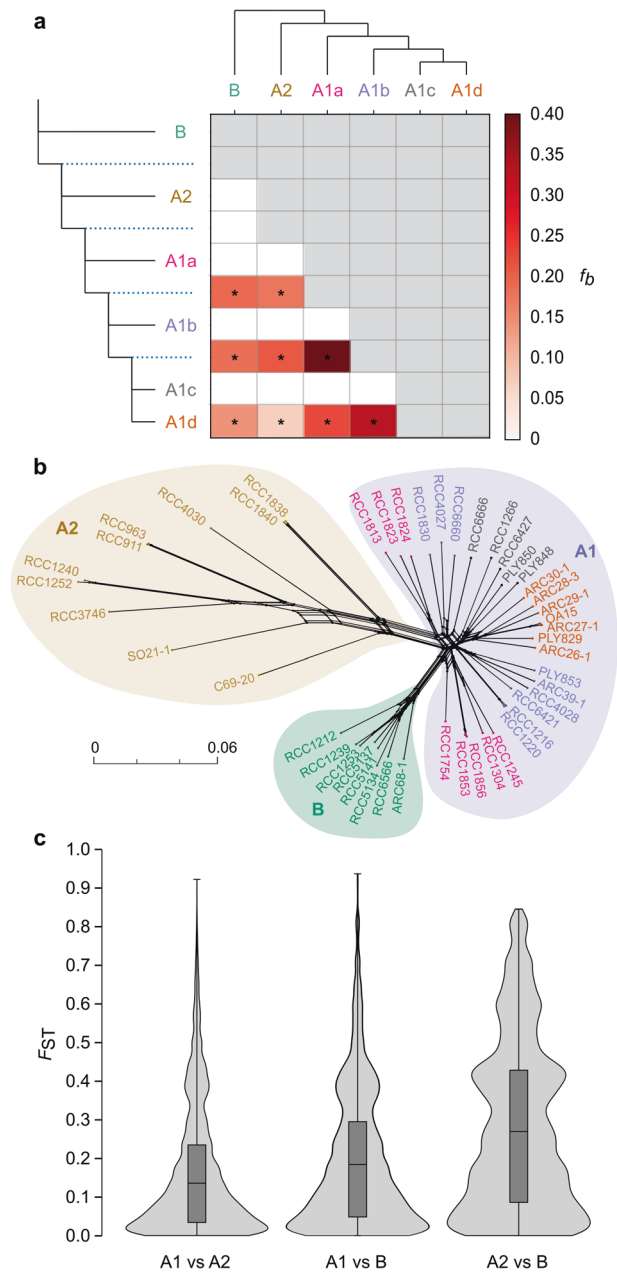 a
B A2 A1a A1b A1c A1d
B
A2
A1a
* *
A1b
* * *
A1c
A1d * * * *
0.40
0.35
0.30
0.25
0.20
0.15
0.10
0.05
0
fb
b
A2
RCC4030
RCC1838
RCC1840
RCC963
RCC911
RCC1240
RCC1252
RCC3746
SO21-1
C69-20
A1
RCC1813
RCC1823
RCC1824
RCC1830
RCC4027
RCC6660
RCC6866
RCC1266
RCC6427
PLY850
PLY848
ARC30-1
ARC28-3
ARC29-1
OA15
ARC27-1
PLY829
ARC26-1
PLY853
ARC39-1
RCC4028
RCC6421
RCC1216
RCC1220
RCC1245
RCC1304
RCC1856
RCC1853
RCC1754
B
RCC1212
RCC1239
RCC1253
RCC5137
RCC5141
RCC5134
RCC6566
ARC68-1
0 0.06
c
1.0
0.9
0.8
0.7
0.6
0.5
0.4
0.3
0.2
0.1
0.0
FST
A1 vs A2 A1 vs B A2 vs B